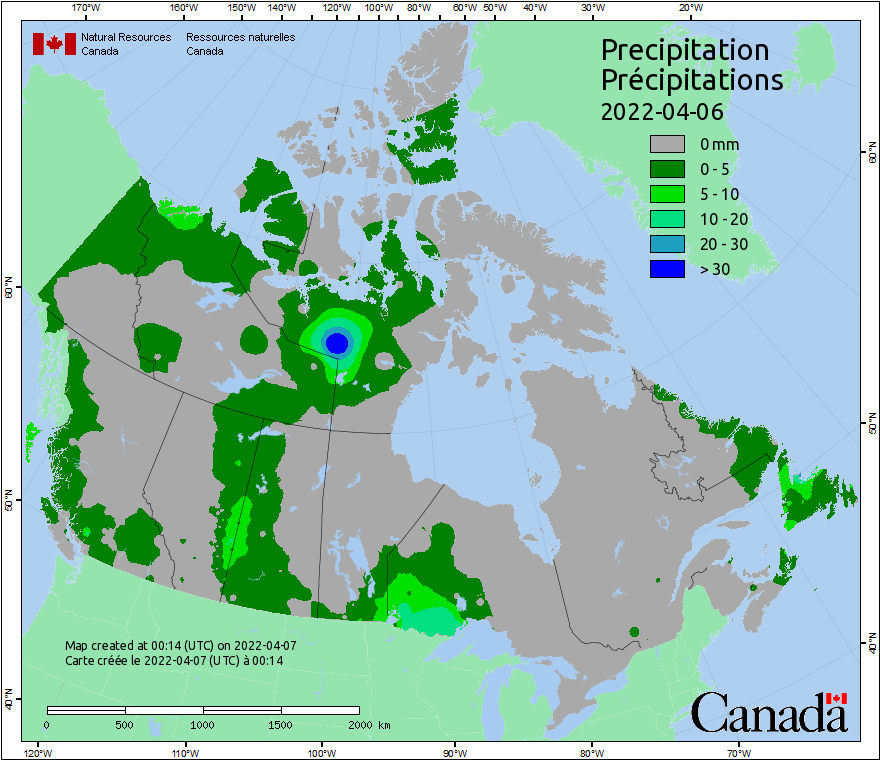 170°W 160°W 150°W 140°W 120°W 100°W 80°W 60°W 50°W 40°W 30°W 20°W
Natural Resources Ressources naturelles
Canada Canada
Precipitation
Précipitations
2022-04-06
0 mm
0 - 5
5 - 10
10 - 20
20 - 30
> 30
60°N
60°N
50°N
50°N
40°N
40°N
Map created at 00:14 (UTC) on 2022-04-07
Carte créée le 2022-04-07 (UTC) à 00:14
0 500 1000 1500 2000 km
Canada
120°W 110°W 100°W 90°W 80°W 70°W